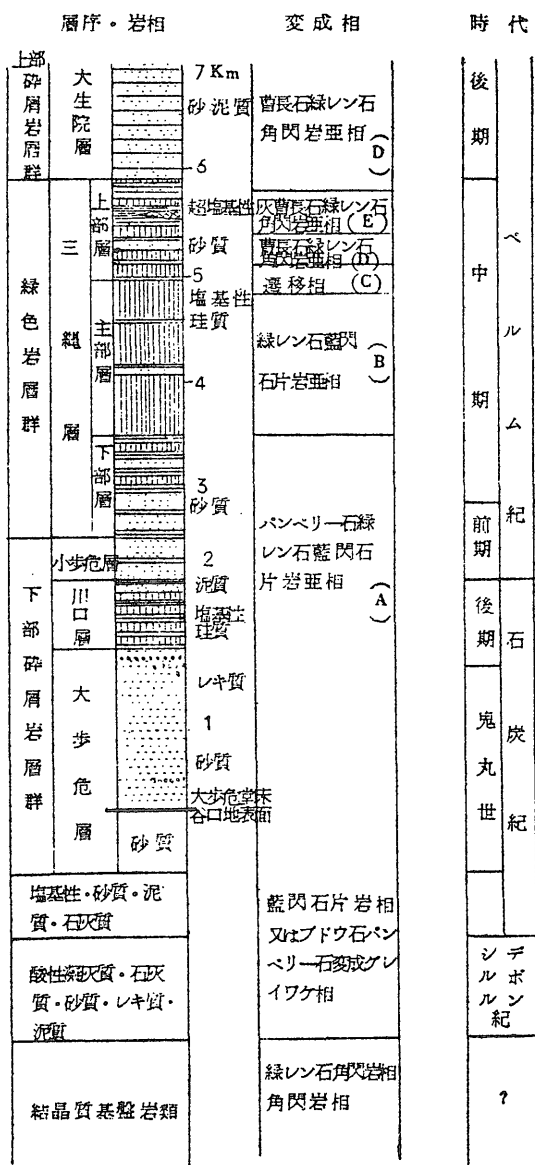 層序・岩相 変成相 時代
上部砕屑岩層群
大生院層
7Km
砂泥質
6
曹長石緑レン石
角閃岩亜相(D)
後期
緑色岩層群
三縄層
上部層
超塩基性
砂質
5
塩基性
珪質
灰曹長石緑レン石
角閃岩亜相(E)
曹長石緑レン石
角閃岩亜相(D)
遷移相(C)
主部層
4
緑レン石藍閃
石片岩亜相(B)
中期
ペルム紀
下部層
3
砂質
パンペリー石緑
レン石藍閃石
片岩亜相(A)
前期
下部砕屑岩層群
小歩危層
2
泥質
川口層
塩基性
珪質
後期
石炭紀
大歩危層
レキ質
1
砂質
大歩危堂床
谷口地表面
砂質
鬼丸世
塩基性・砂質・泥
質・石灰質
藍閃石片岩相
又はブドウ石パン
ペリー石変成グレ
イワケ相
酸性凝灰質・石灰
質・砂質・レキ質・
泥質
デボン
シルル
紀
結晶質基盤岩類
緑レン石角閃岩相
角閃岩相
?